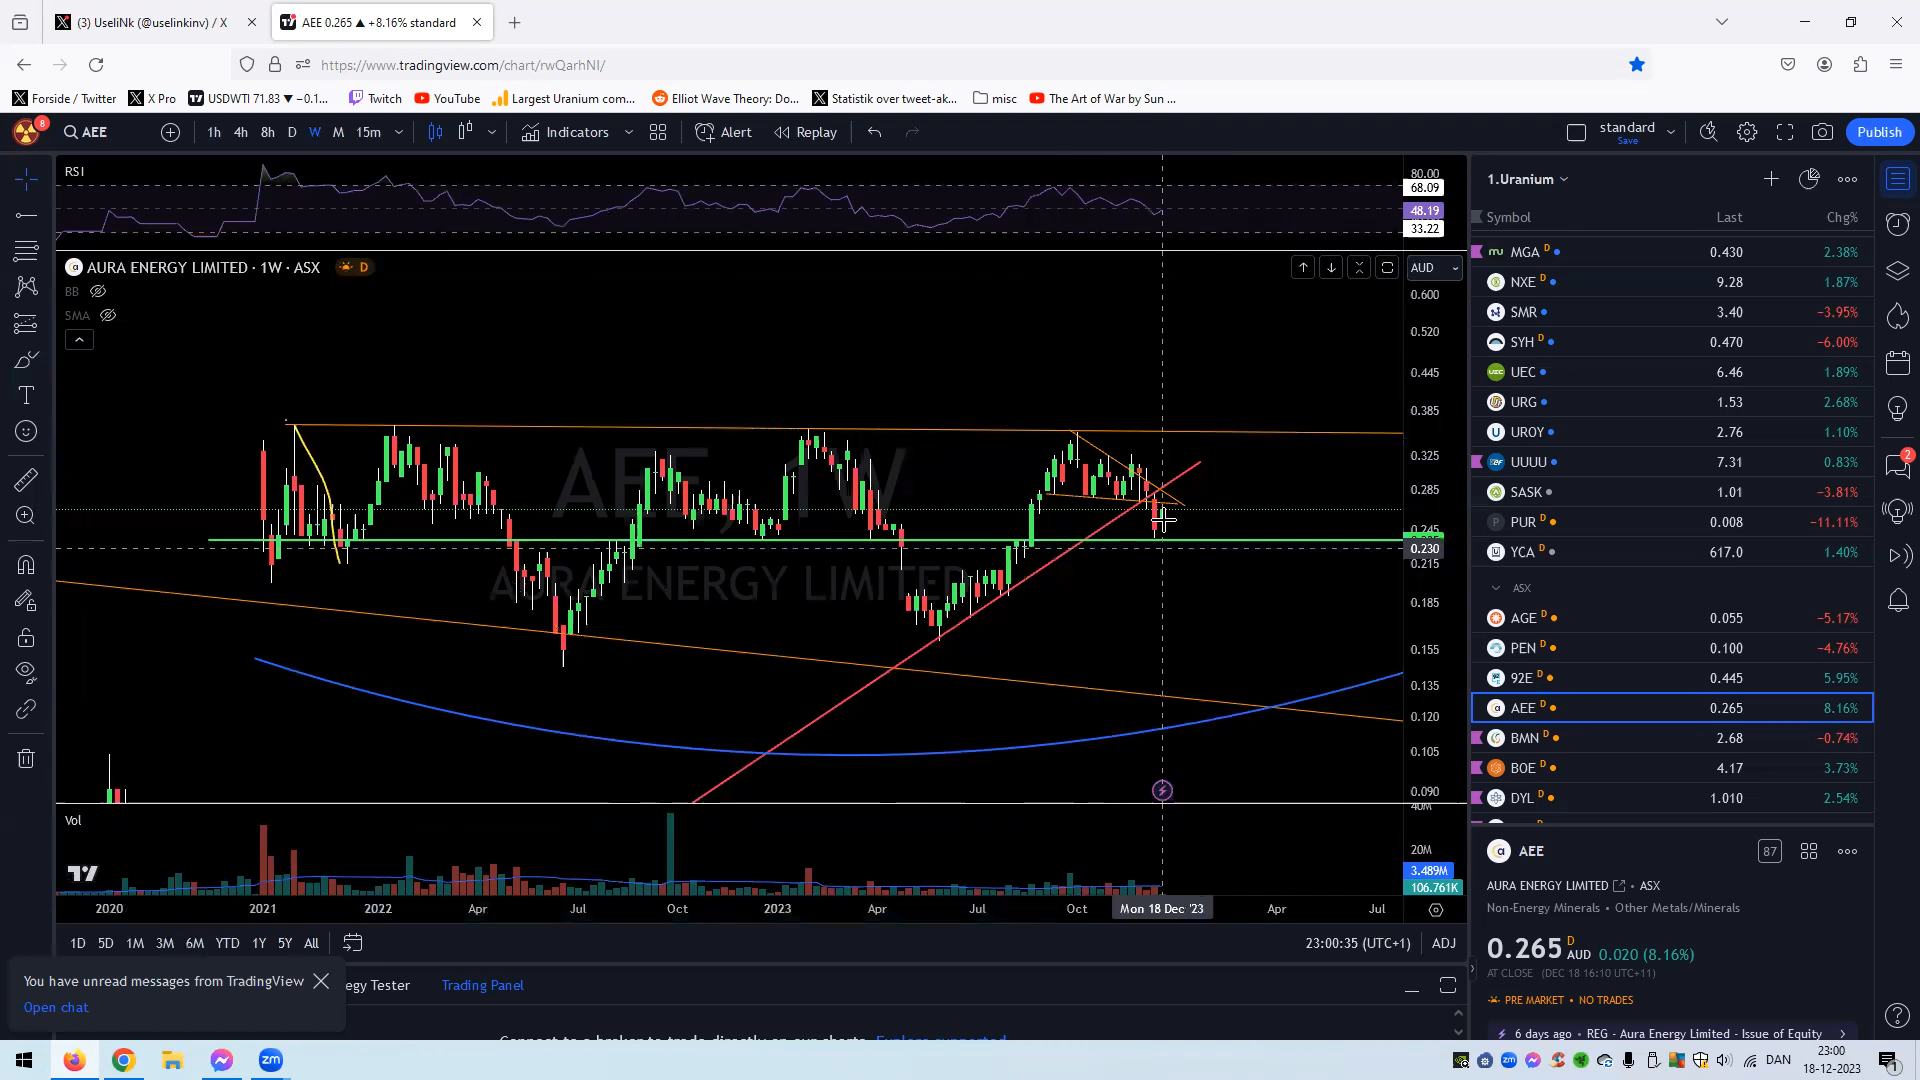 (3) UseliNk (@uselinkinv) / X
AEE 0.265 ▲ +8.16% standard
https://www.tradingview.com/chart/rwQarhNI/
Forside / Twitter
X Pro
USDWTI 71.83 ▼ −0.1...
Twitch
YouTube
Largest Uranium com...
Elliot Wave Theory: Do...
Statistik over tweet-ak...
misc
The Art of War by Sun ...
8
AEE
1h 4h 8h D W M 15m
Indicators
Alert
Replay
standard
Save
Publish
RSI
80.00
68.09
48.19
33.22
AURA ENERGY LIMITED · 1W · ASX
D
BB
SMA
AUD
0.600
0.520
0.445
0.385
0.325
0.285
0.245
0.230
0.215
0.185
0.155
0.135
0.120
0.105
0.090
AEE, 1W
AURA ENERGY LIMITED
Vol
40M
20M
3.489M
106.761K
2020 2021 2022 Apr Jul Oct 2023 Apr Jul Oct Mon 18 Dec '23 Apr Jul
1D 5D 1M 3M 6M YTD 1Y 5Y All
23:00:35 (UTC+1) ADJ
You have unread messages from TradingView
Open chat
egy Tester
Trading Panel
1.Uranium
Symbol Last Chg%
MGA D 0.430 2.38%
NXE D 9.28 1.87%
SMR 3.40 −3.95%
SYH D 0.470 −6.00%
UEC 6.46 1.89%
URG 1.53 2.68%
UROY 2.76 1.10%
UUUU 7.31 0.83%
SASK 1.01 −3.81%
PUR D 0.008 −11.11%
YCA D 617.0 1.40%
ASX
AGE D 0.055 −5.17%
PEN D 0.100 −4.76%
92E D 0.445 5.95%
AEE D 0.265 8.16%
BMN D 2.68 −0.74%
BOE D 4.17 3.73%
DYL D 1.010 2.54%
2
AEE
87
AURA ENERGY LIMITED • ASX
Non-Energy Minerals • Other Metals/Minerals
0.265 D AUD 0.020 (8.16%)
AT CLOSE (DEC 18 16:10 UTC+11)
PRE MARKET • NO TRADES
6 days ago • REG - Aura Energy Limited - Issue of Equity
zm
DAN
23:00
18-12-2023
1